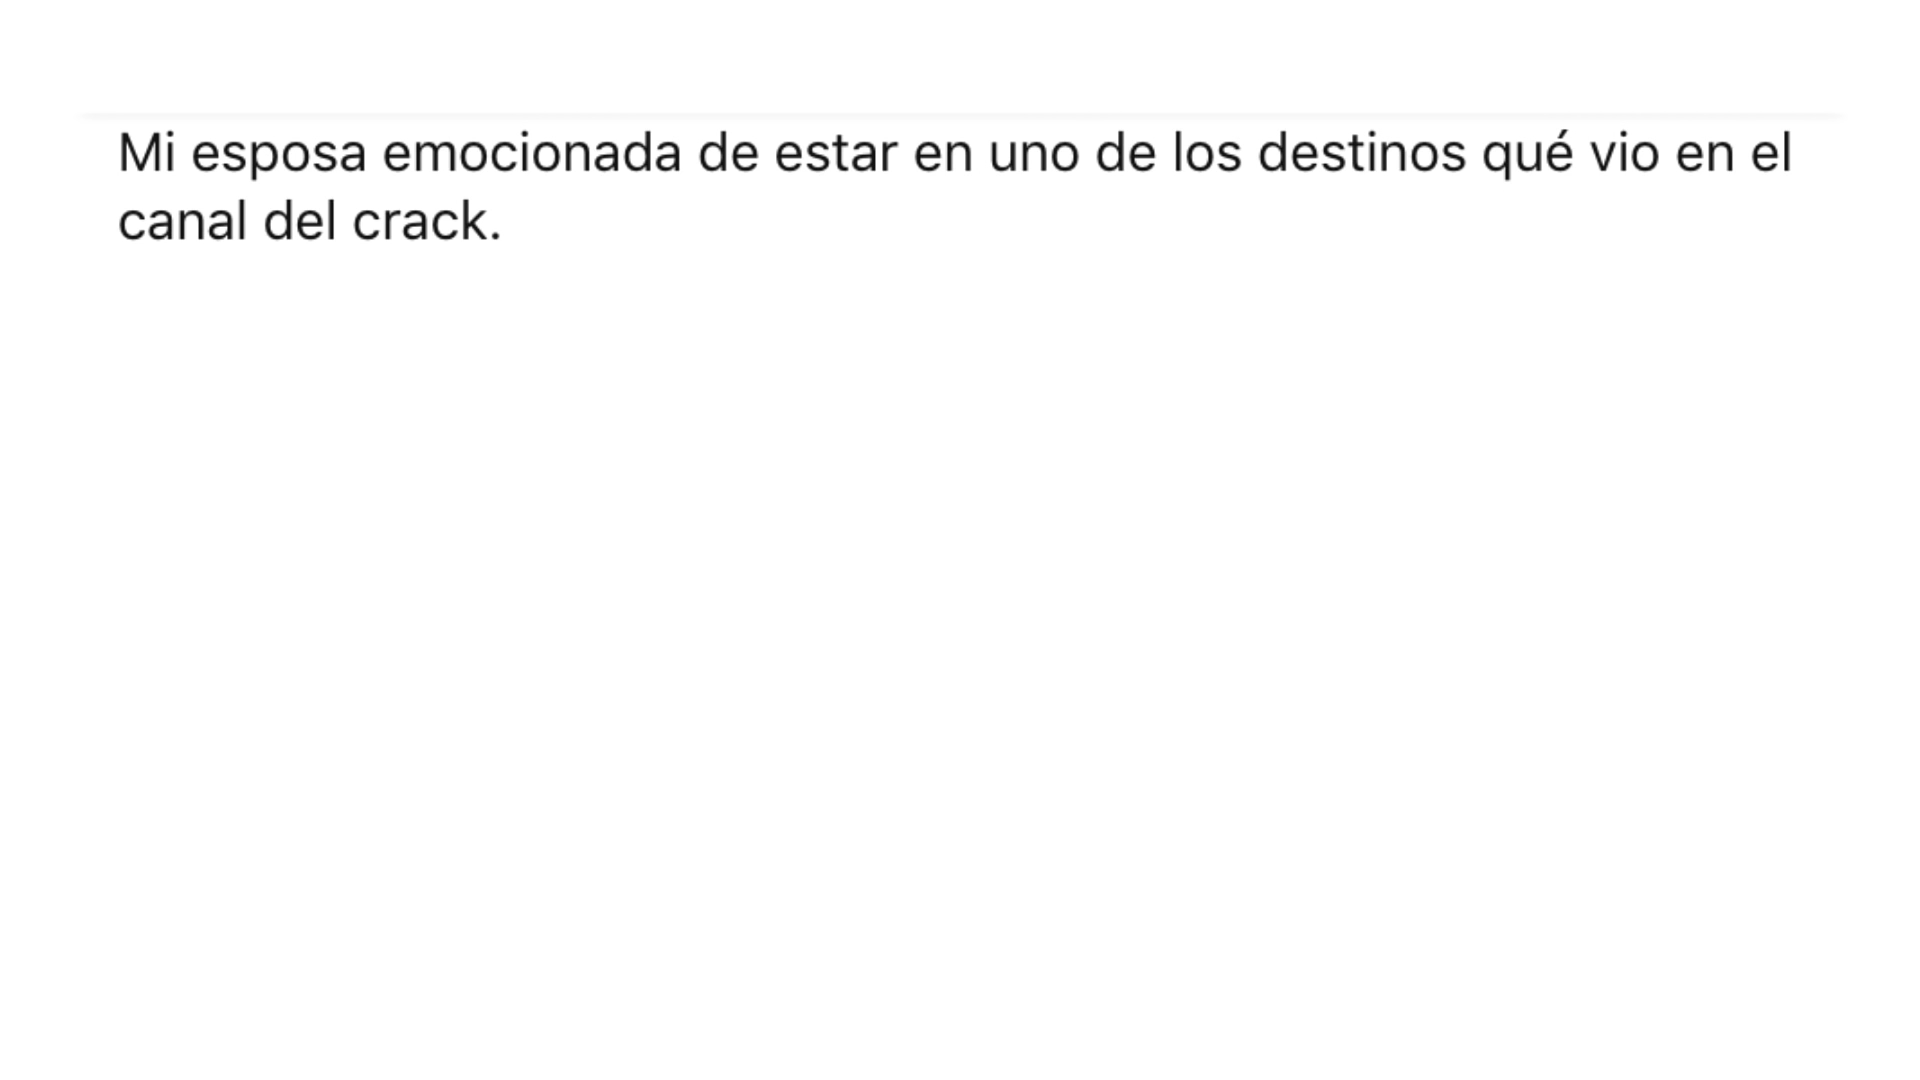 Mi esposa emocionada de estar en uno de los destinos qué vio en el
canal del crack.